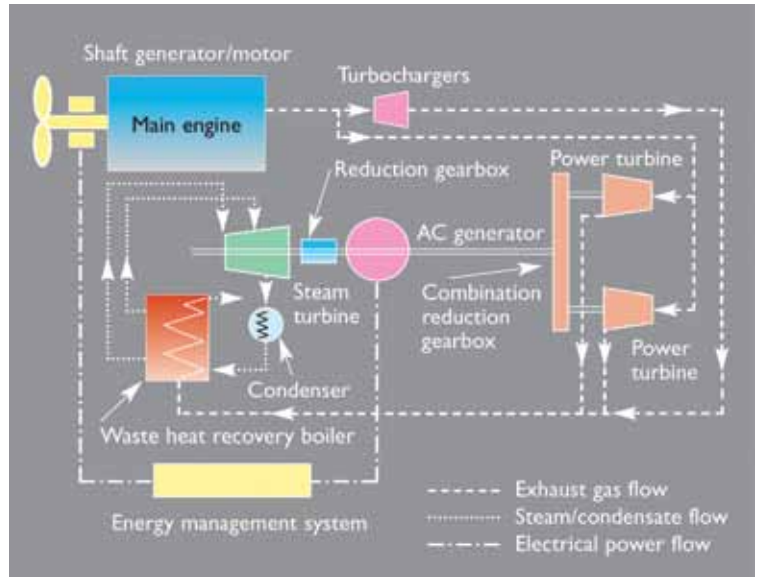 Shaft generator/motor
Turbochargers
Main engine
Reduction gearbox
Power turbine
AC generator
Steam
turbine
Combination
reduction
gearbox
Power
turbine
Condenser
Waste heat recovery boiler
Energy management system
Exhaust gas flow
Steam/condensate flow
Electrical power flow